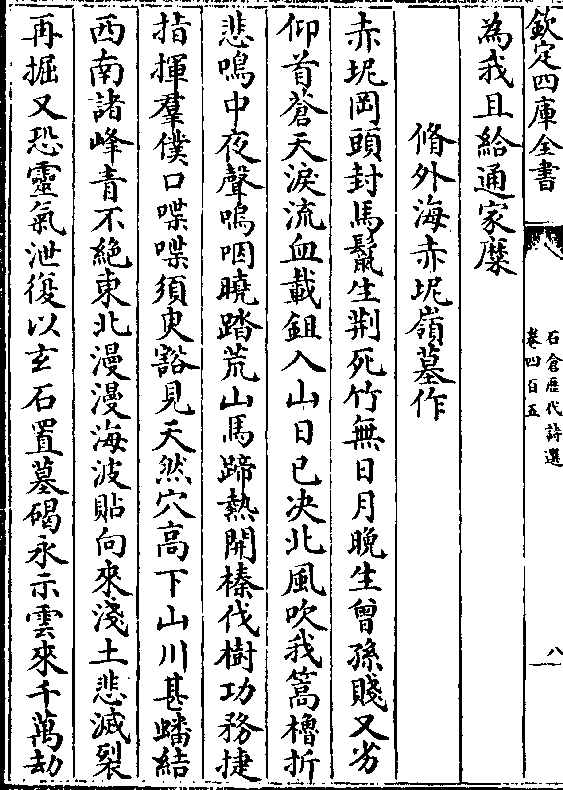 欽定四庫全書
石倉歷代詩選
卷四百五
八
為我且給通家糜
脩外海赤坭嶺墓作
赤坭岡頭封馬鬛生荆死竹無日月晚生曾孫賤又劣
仰首蒼天淚流血載鉏入山日已决北風吹我篙櫓折
悲鳴中夜聲嗚咽曉踏荒山馬蹄熱開榛伐樹功務捷
指揮羣僕口喋喋須臾豁見天然穴高下山川甚蟠結
西南諸峰青不絶東北漫漫海波貼向來淺土悲滅裂
再掘又恐靈氣泄復以玄石置墓碣永示雲來千萬劫